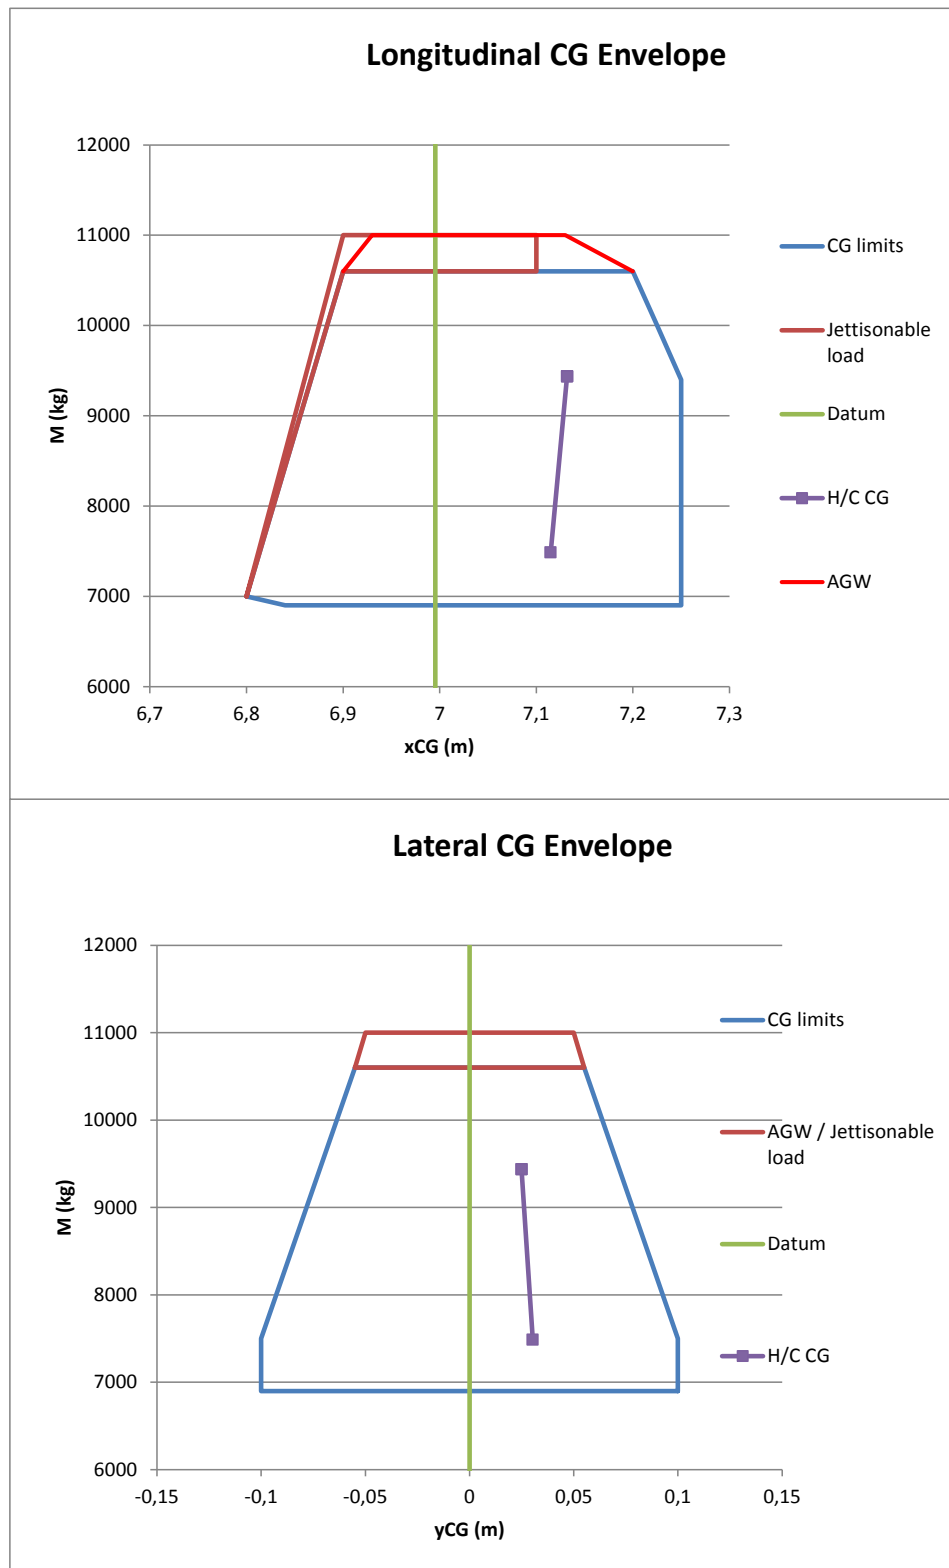 Longitudinal CG Envelope
12000
11000
10000
9000
8000
7000
6000
M (kg)
6,7
6,8
6,9
7
7,1
7,2
7,3
xCG (m)
CG limits
Jettisonable
load
Datum
H/C CG
AGW
Lateral CG Envelope
12000
11000
10000
9000
8000
7000
6000
M (kg)
-0,15
-0,1
-0,05
0
0,05
0,1
0,15
yCG (m)
CG limits
AGW / Jettisonable
load
Datum
H/C CG